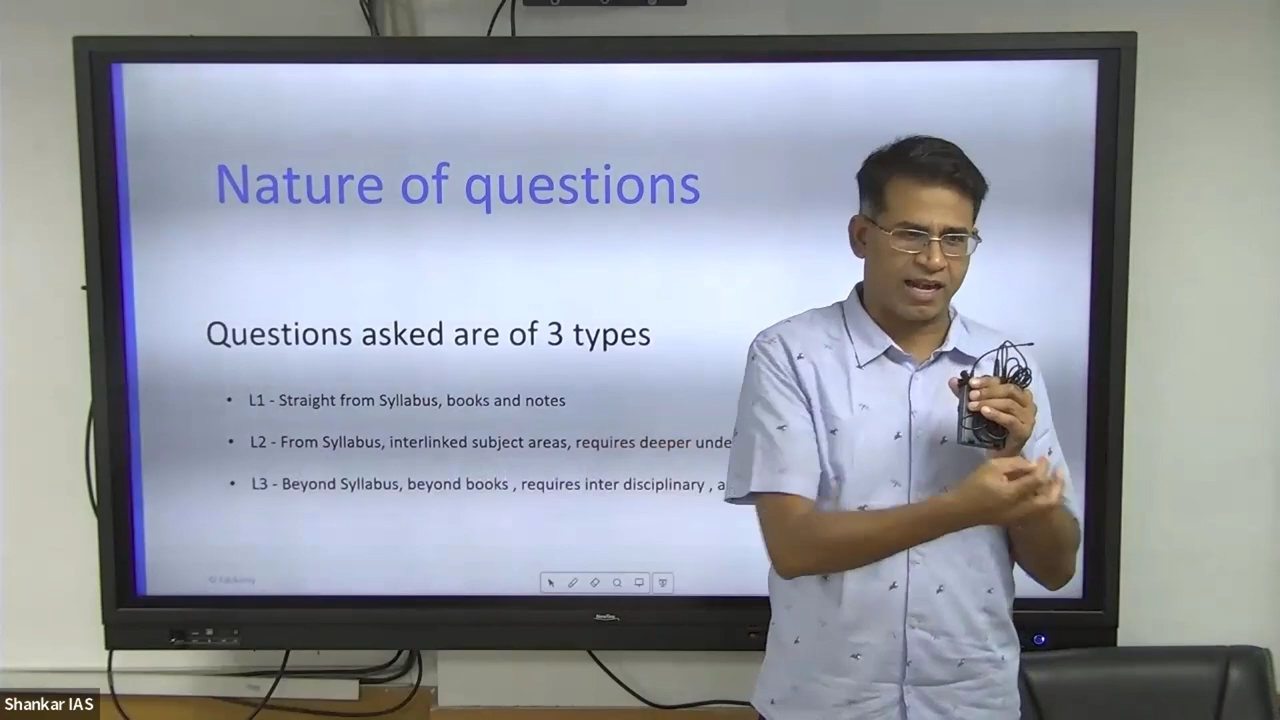 Nature of questions
Questions asked are of 3 types
• L1 - Straight from Syllabus, books and notes
• L2 - From Syllabus, interlinked subject areas, requires deeper unde
• L3 - Beyond Syllabus, beyond books , requires inter disciplinary , a
Shankar IAS